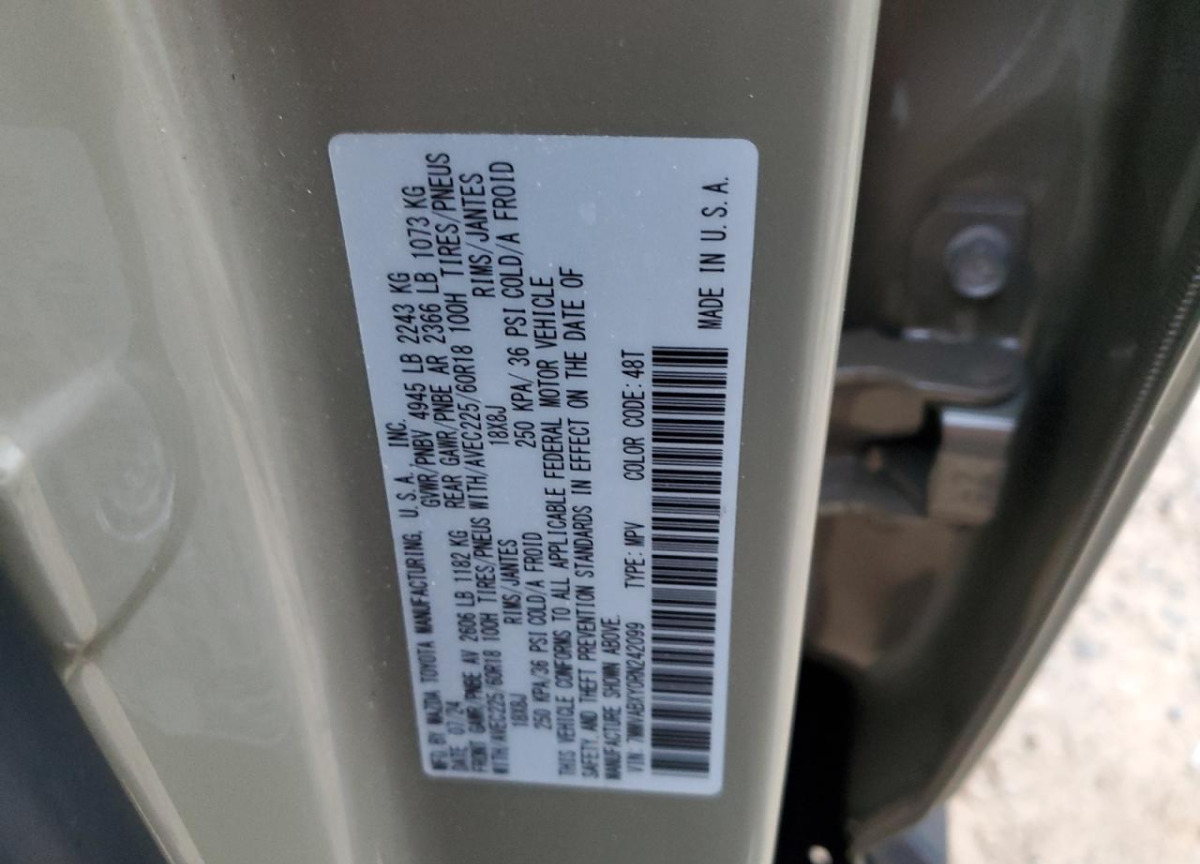 MFD. BY MAZDA TOYOTA MANUFACTURING, U.S.A., INC.
DATE 07/24 GVWR/PNBV 4945 LB 2243 KG
FRONT GAWR/PNBE AV 2606 LB 1182 KG REAR GAWR/PNBE AR 2366 LB 1073 KG
WITH/AVEC225/60R18 100H TIRES/PNEUS WITH/AVEC225/60R18 100H TIRES/PNEUS
18X8J RIMS/JANTES 18X8J RIMS/JANTES
250 KPA/36 PSI COLD/A FROID 250 KPA/ 36 PSI COLD/A FROID
THIS VEHICLE CONFORMS TO ALL APPLICABLE FEDERAL MOTOR VEHICLE
SAFETY AND THEFT PREVENTION STANDARDS IN EFFECT ON THE DATE OF
MANUFACTURE SHOWN ABOVE.
VIN: 7MMVABXY0RN242099 TYPE: MPV COLOR CODE: 48T
MADE IN U.S.A.